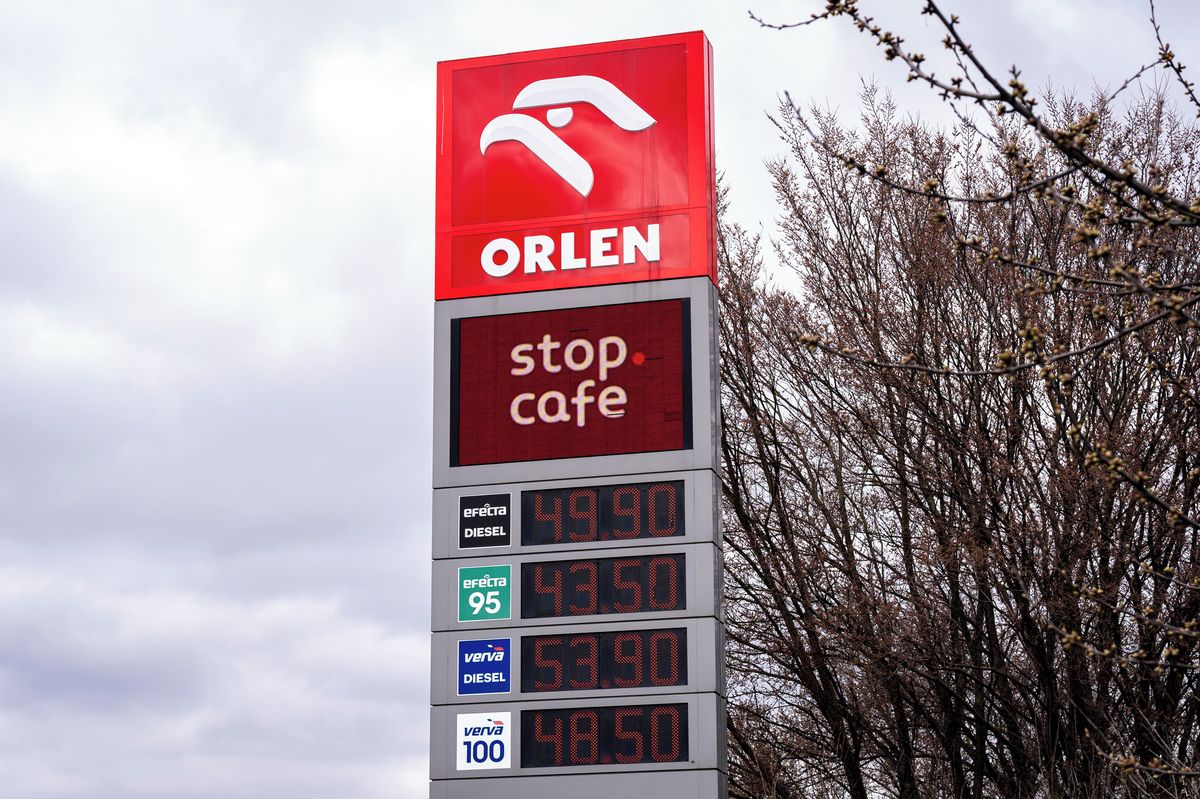 ORLEN
stop.
cafe
efecta
DIESEL
49.90
efecta
95
43.50
verva
DIESEL
53.90
verva
100
48.50